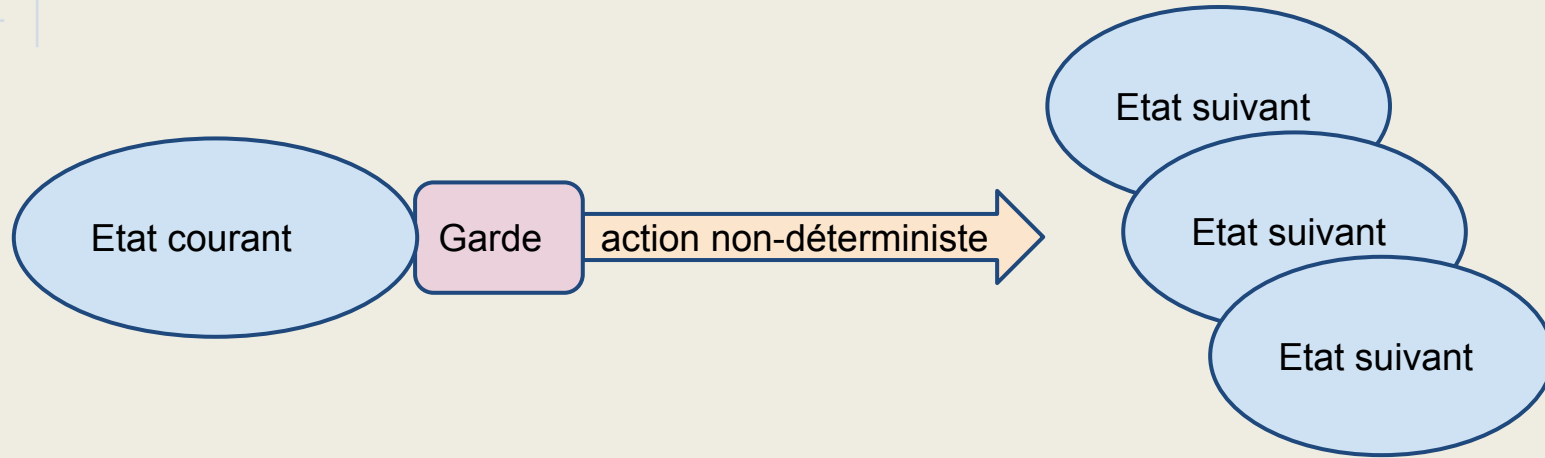 Etat courant
Garde
action non-déterministe
Etat suivant
Etat suivant
Etat suivant